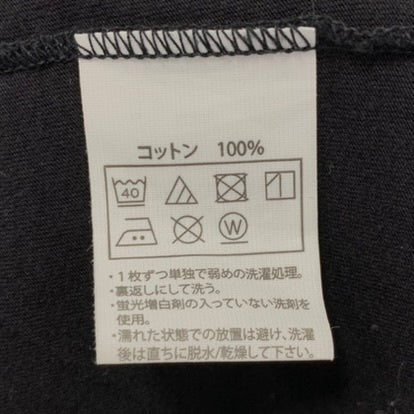 コットン 100%
40
W
・1枚ずつ単独で弱めの洗濯処理。
・裏返しにして洗う。
・蛍光増白剤の入っていない洗剤を
使用。
・濡れた状態での放置は避け、洗濯
後は直ちに脱水/乾燥して下さい。